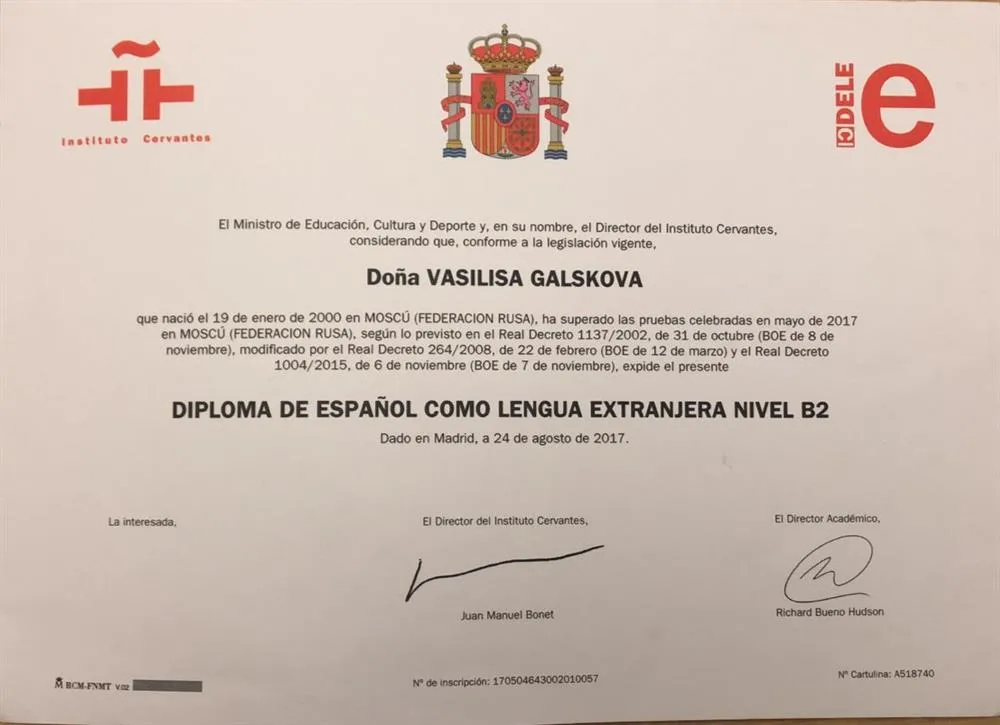 Instituto Cervantes
DELE
e
El Ministro de Educación, Cultura y Deporte y, en su nombre, el Director del Instituto Cervantes,
considerando que, conforme a la legislación vigente,
Doña VASILISA GALSKOVA
que nació el 19 de enero de 2000 en MOSCÚ (FEDERACION RUSA), ha superado las pruebas celebradas en mayo de 2017
en MOSCÚ (FEDERACION RUSA), según lo previsto en el Real Decreto 1137/2002, de 31 de octubre (BOE de 8 de
noviembre), modificado por el Real Decreto 264/2008, de 22 de febrero (BOE de 12 de marzo) y el Real Decreto
1004/2015, de 6 de noviembre (BOE de 7 de noviembre), expide el presente
DIPLOMA DE ESPAÑOL COMO LENGUA EXTRANJERA NIVEL B2
Dado en Madrid, a 24 de agosto de 2017.
La interesada,
El Director del Instituto Cervantes,
El Director Académico,
Juan Manuel Bonet
Richard Bueno Hudson
RCM-FNMT V.02
Nº de inscripción: 170504643002010057
Nº Cartulina: A518740